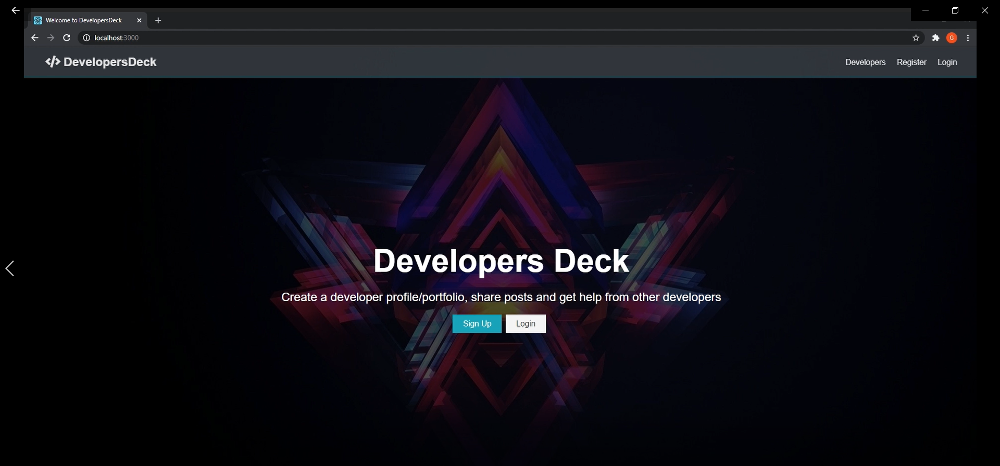 Welcome to DevelopersDeck
localhost:3000
G
</> DevelopersDeck
Developers Register Login
Developers Deck
Create a developer profile/portfolio, share posts and get help from other developers
Sign Up Login